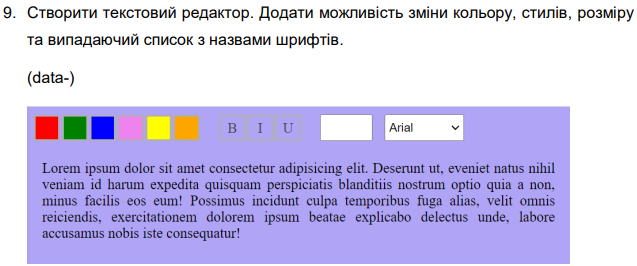 9. Створити текстовий редактор. Додати можливість зміни кольору, стилів, розміру
та випадаючий список з назвами шрифтів.
(data-)
B I U Arial
Lorem ipsum dolor sit amet consectetur adipisicing elit. Deserunt ut, eveniet natus nihil
veniam id harum expedita quisquam perspiciatis blanditiis nostrum optio quia a non,
minus facilis eos eum! Possimus incidunt culpa temporibus fuga alias, velit omnis
reiciendis, exercitationem dolorem ipsum beatae explicabo delectus unde, labore
accusamus nobis iste consequatur!